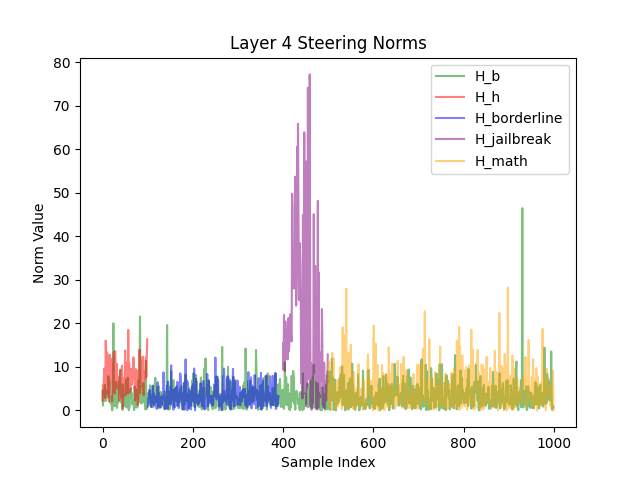 Layer 4 Steering Norms
H_b
H_h
H_borderline
H_jailbreak
H_math
80
70
60
50
40
30
20
10
0
Norm Value
0 200 400 600 800 1000
Sample Index